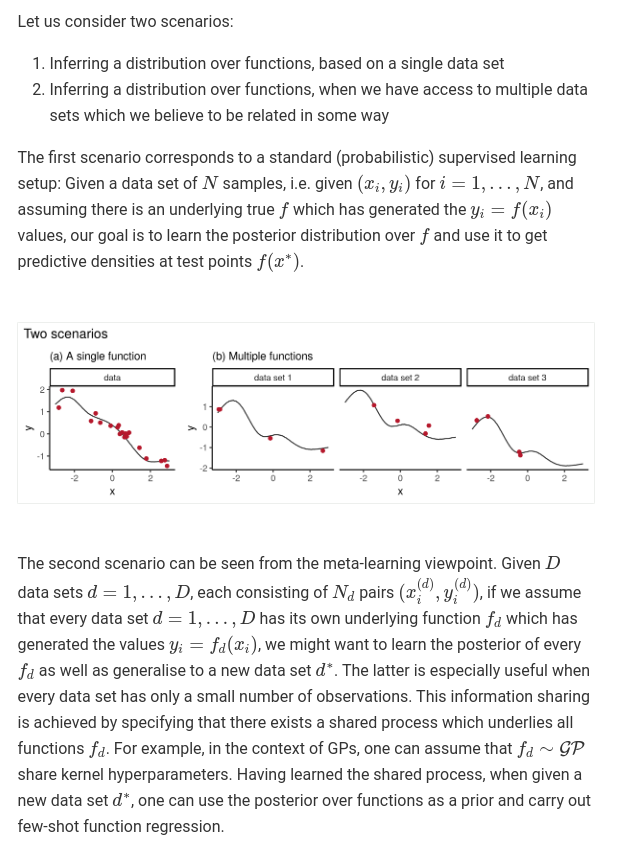 Let us consider two scenarios:
1. Inferring a distribution over functions, based on a single data set
2. Inferring a distribution over functions, when we have access to multiple data
sets which we believe to be related in some way
The first scenario corresponds to a standard (probabilistic) supervised learning
setup: Given a data set of N samples, i.e. given (xᵢ, yᵢ) for i = 1, . . . , N, and
assuming there is an underlying true f which has generated the yᵢ = f(xᵢ)
values, our goal is to learn the posterior distribution over f and use it to get
predictive densities at test points f(x*).
Two scenarios
(a) A single function
(b) Multiple functions
data
data set 1
data set 2
data set 3
2
1
0
-1
y
-2 0 2
x
1
0
-1
-2
y
-2 0 2
-2 0 2
-2 0 2
x
The second scenario can be seen from the meta-learning viewpoint. Given D
data sets d = 1, . . . , D, each consisting of N_d pairs (xᵢ^(d), yᵢ^(d)), if we assume
that every data set d = 1, . . . , D has its own underlying function f_d which has
generated the values yᵢ = f_d(xᵢ), we might want to learn the posterior of every
f_d as well as generalise to a new data set d*. The latter is especially useful when
every data set has only a small number of observations. This information sharing
is achieved by specifying that there exists a shared process which underlies all
functions f_d. For example, in the context of GPs, one can assume that f_d ∼ 𝒢𝒫
share kernel hyperparameters. Having learned the shared process, when given a
new data set d*, one can use the posterior over functions as a prior and carry out
few-shot function regression.